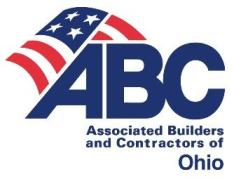 ABC
Associated Builders
and Contractors of
Ohio